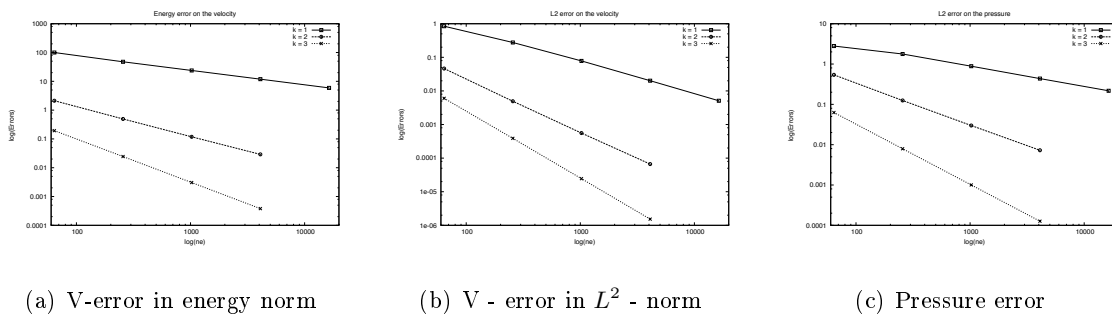 Energy error on the velocity
1000
100
10
1
0.1
0.01
0.001
0.0001
log(Errors)
100
1000
10000
log(ne)
k = 1
k = 2
k = 3
L2 error on the velocity
1
0.1
0.01
0.001
0.0001
1e-05
1e-06
log(Errors)
100
1000
10000
log(ne)
k = 1
k = 2
k = 3
L2 error on the pressure
10
1
0.1
0.01
0.001
0.0001
log(Errors)
100
1000
10000
log(ne)
k = 1
k = 2
k = 3
(a) V-error in energy norm
(b) V - error in L² - norm
(c) Pressure error